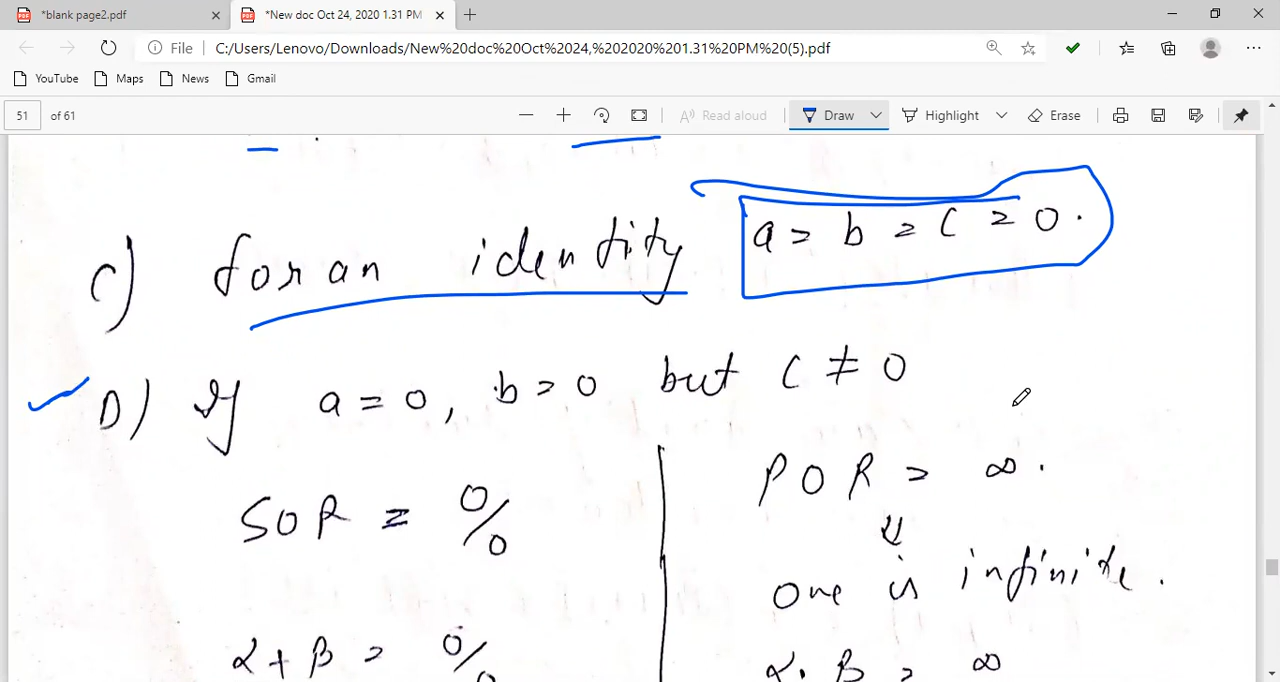 *blank page2.pdf
*New doc Oct 24, 2020 1.31 PM
File
C:/Users/Lenovo/Downloads/New%20doc%20Oct%2024,%202020%201.31%20PM%20(5).pdf
YouTube Maps News Gmail
51 of 61
Read aloud Draw Highlight Erase
C) for an identity a = b = c = 0.
D) If a = 0, b = 0 but c ≠ 0
SOR = 0/0
POR = ∞.
⇓
One is infinite.
α + β = 0/0
α . β = ∞